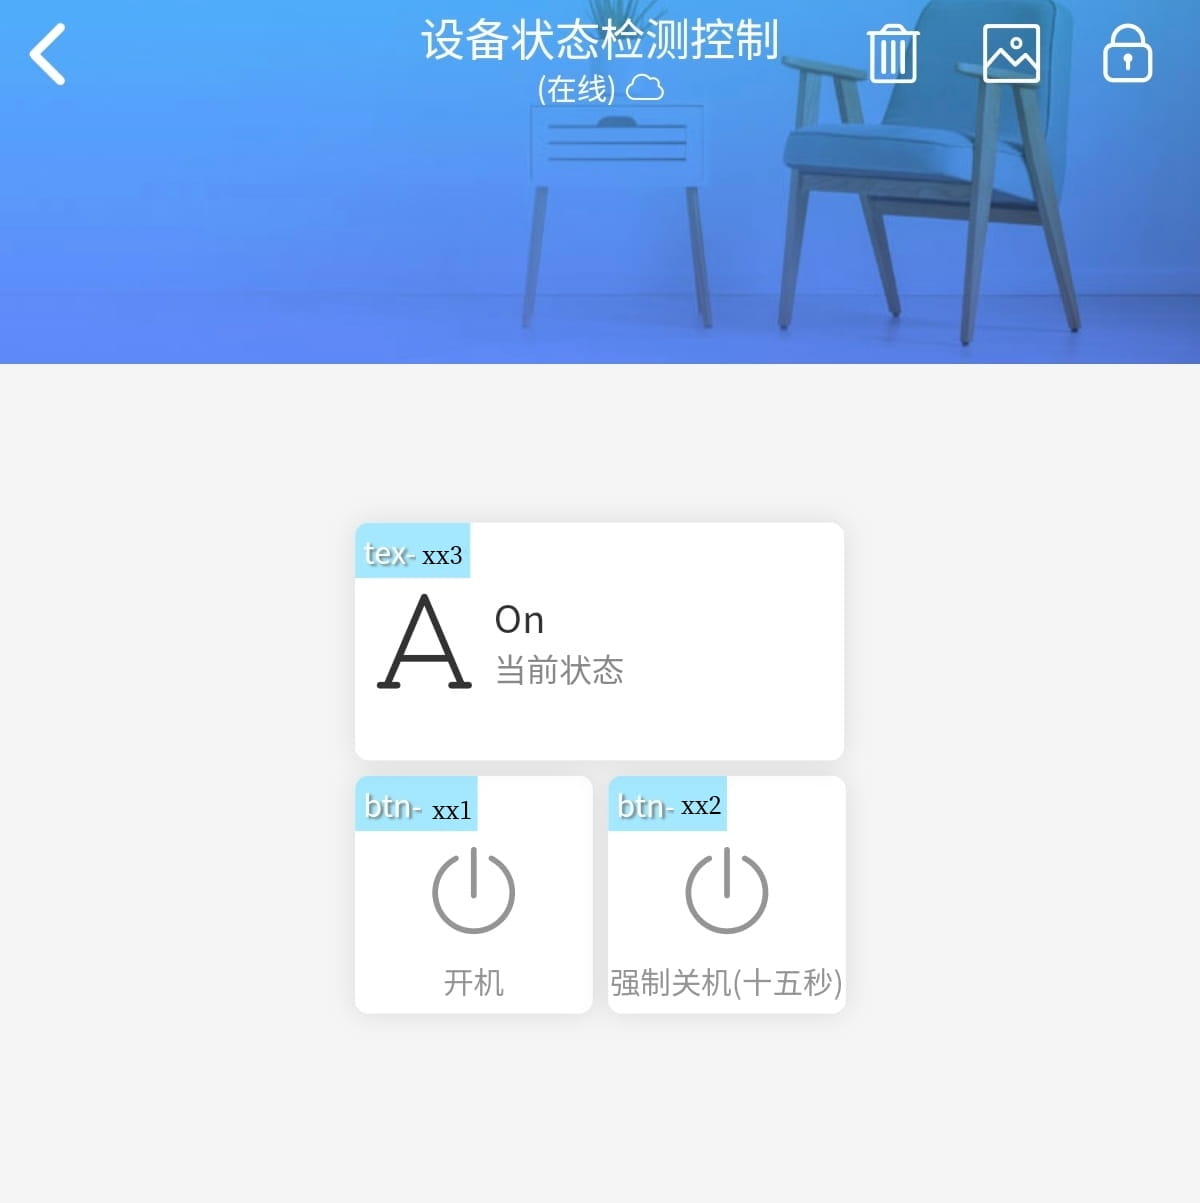 设备状态检测控制
(在线)
tex- xx3
On
当前状态
btn- xx1
开机
btn- xx2
强制关机(十五秒)